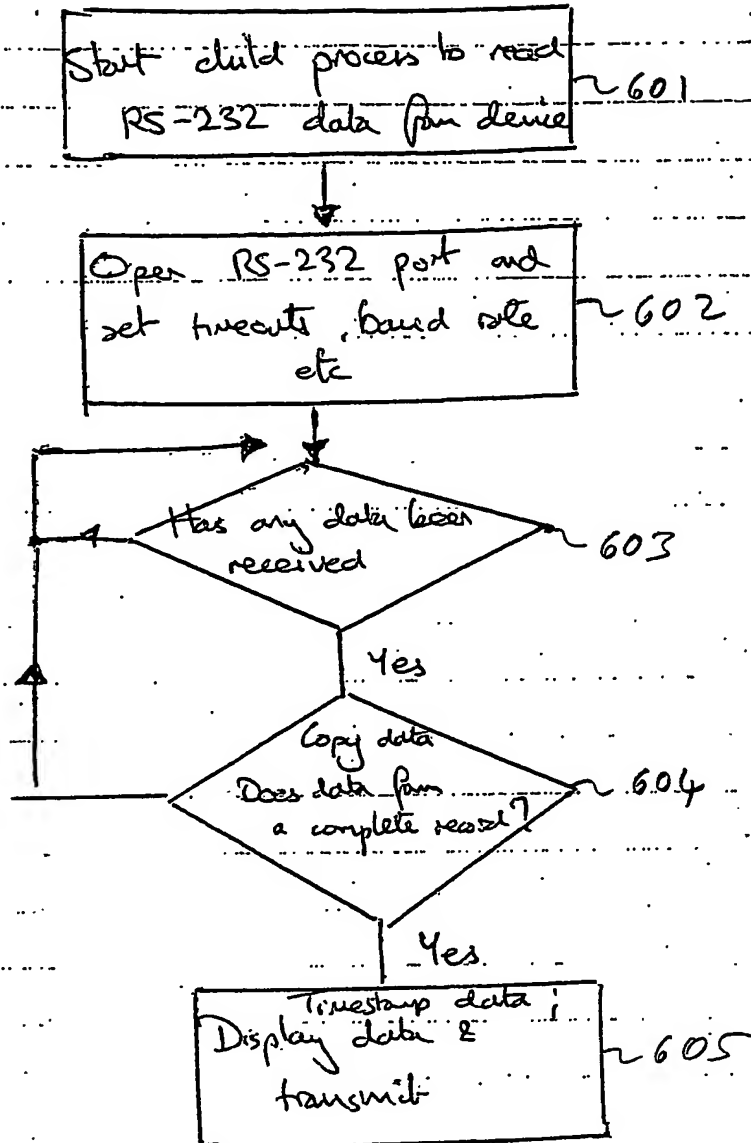 Start child process to read
RS-232 data from device
601
Open RS-232 port and
set timeouts, baud rate
etc
602
Has any data been
received
603
Yes
Copy data
Does data form
a complete record?
604
Yes
Timestamp data;
Display data &
transmit
605